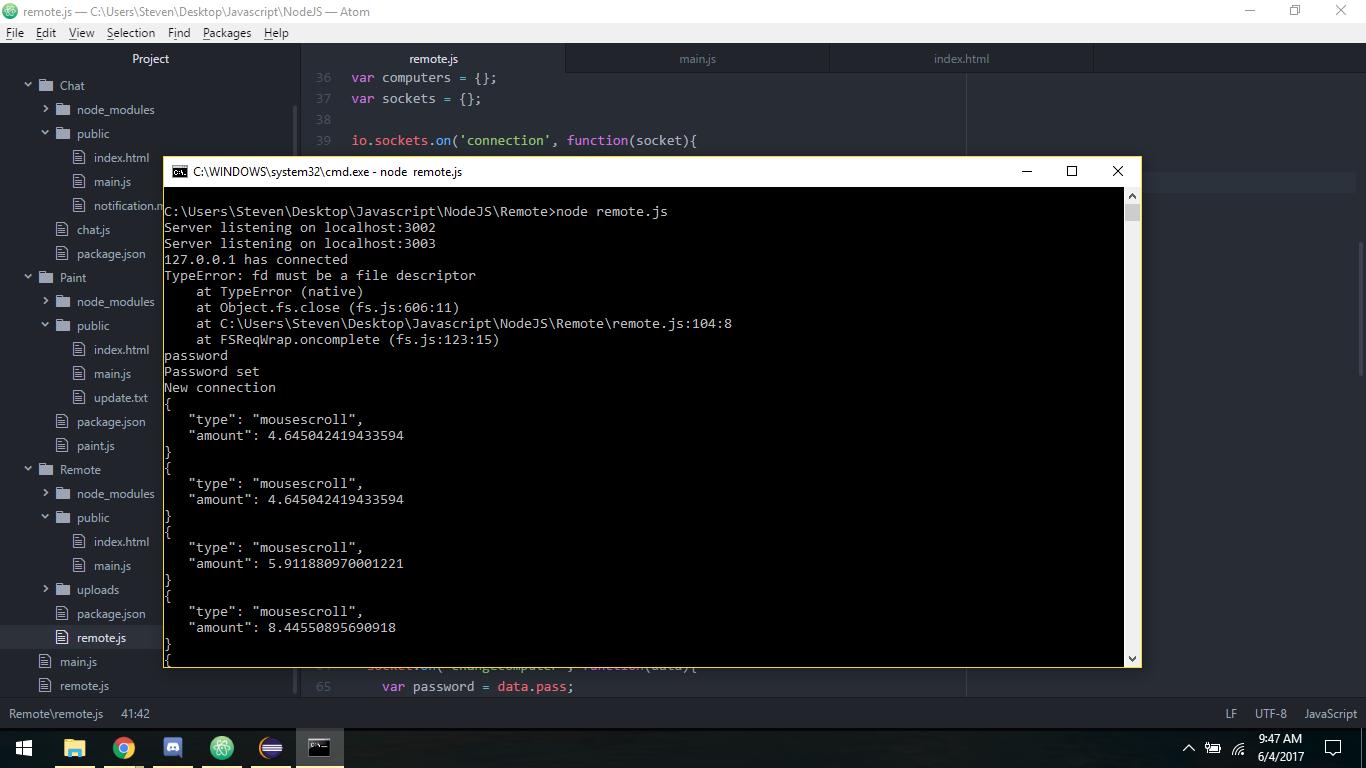 remote.js — C:\Users\Steven\Desktop\Javascript\NodeJS — Atom
File Edit View Selection Find Packages Help
Project
remote.js
main.js
index.html
Chat
node_modules
public
index.html
main.js
notification.m
chat.js
package.json
Paint
node_modules
public
index.html
main.js
update.txt
package.json
paint.js
Remote
node_modules
public
index.html
main.js
uploads
package.json
remote.js
main.js
remote.js
36 var computers = {};
37 var sockets = {};
38
39 io.sockets.on('connection', function(socket){
C:\WINDOWS\system32\cmd.exe - node remote.js
C:\Users\Steven\Desktop\Javascript\NodeJS\Remote>node remote.js
Server listening on localhost:3002
Server listening on localhost:3003
127.0.0.1 has connected
TypeError: fd must be a file descriptor
at TypeError (native)
at Object.fs.close (fs.js:606:11)
at C:\Users\Steven\Desktop\Javascript\NodeJS\Remote\remote.js:104:8
at FSReqWrap.oncomplete (fs.js:123:15)
password
Password set
New connection
{
"type": "mousescroll",
"amount": 4.645042419433594
}
{
"type": "mousescroll",
"amount": 4.645042419433594
}
{
"type": "mousescroll",
"amount": 5.911880970001221
}
{
"type": "mousescroll",
"amount": 8.44550895690918
}
{
65 var password = data.pass;
Remote\remote.js 41:42
LF UTF-8 JavaScript
9:47 AM
6/4/2017